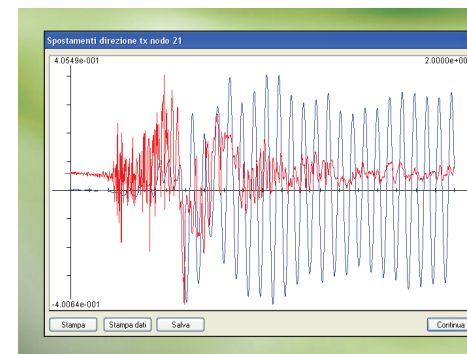 Spostamenti direzione tx nodo 21
4.0549e-001
2.0000e+00
-4.0064e-001
Stampa
Stampa dati
Salva
Continua